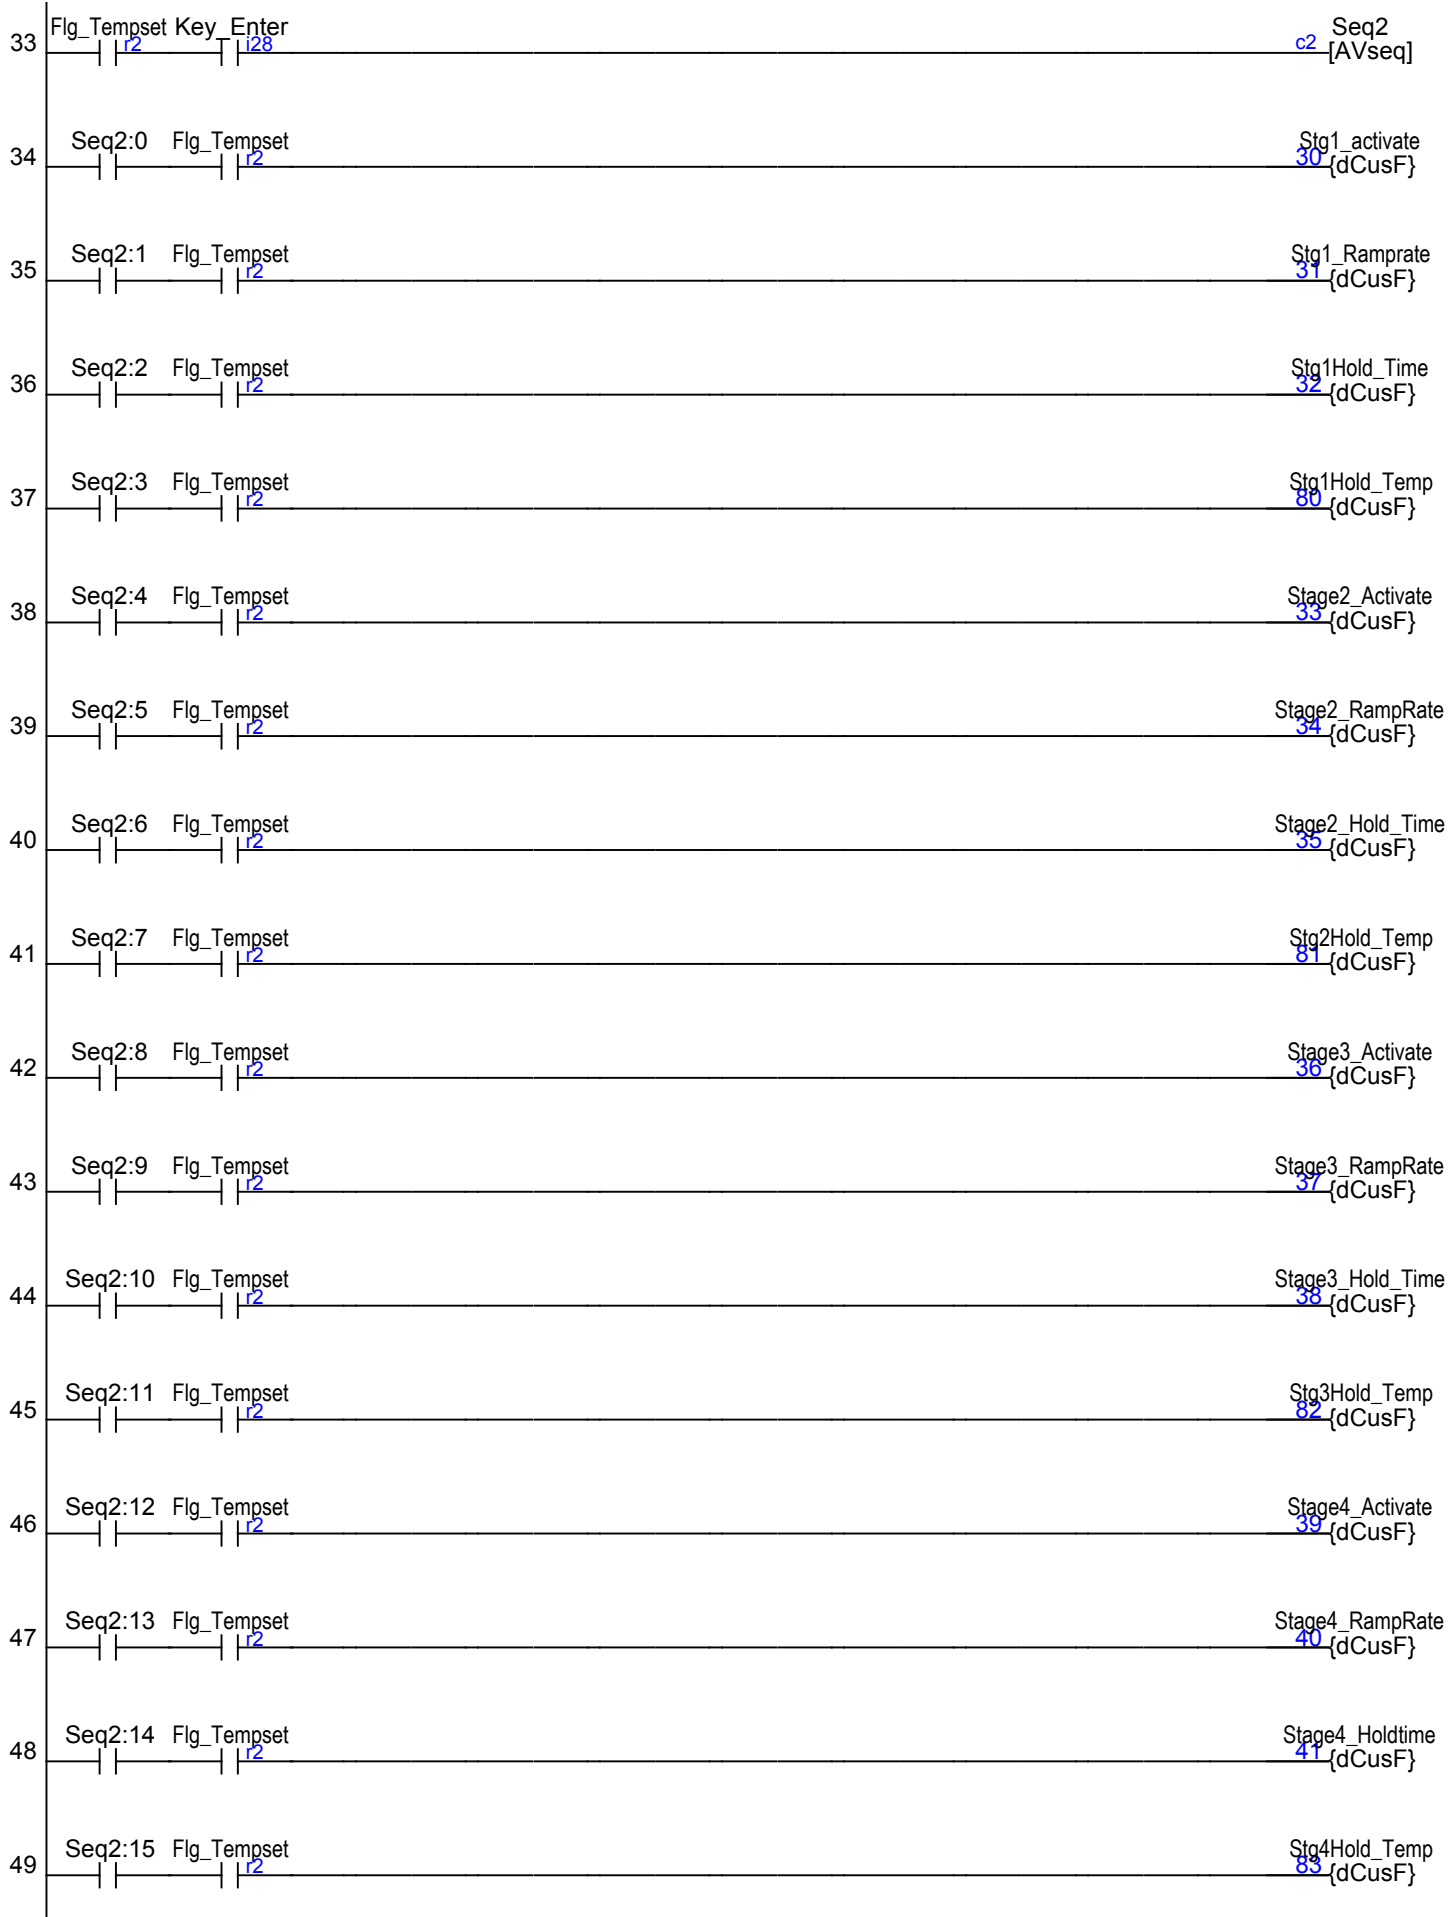 Flg_Tempset Key_Enter Seq2
33 r2 i28 c2 [AVseq]
Seq2:0 Flg_Tempset Stg1_activate
34 r2 30 {dCusF}
Seq2:1 Flg_Tempset Stg1_Ramprate
35 r2 31 {dCusF}
Seq2:2 Flg_Tempset Stg1Hold_Time
36 r2 32 {dCusF}
Seq2:3 Flg_Tempset Stg1Hold_Temp
37 r2 80 {dCusF}
Seq2:4 Flg_Tempset Stage2_Activate
38 r2 33 {dCusF}
Seq2:5 Flg_Tempset Stage2_RampRate
39 r2 34 {dCusF}
Seq2:6 Flg_Tempset Stage2_Hold_Time
40 r2 35 {dCusF}
Seq2:7 Flg_Tempset Stg2Hold_Temp
41 r2 81 {dCusF}
Seq2:8 Flg_Tempset Stage3_Activate
42 r2 36 {dCusF}
Seq2:9 Flg_Tempset Stage3_RampRate
43 r2 37 {dCusF}
Seq2:10 Flg_Tempset Stage3_Hold_Time
44 r2 38 {dCusF}
Seq2:11 Flg_Tempset Stg3Hold_Temp
45 r2 82 {dCusF}
Seq2:12 Flg_Tempset Stage4_Activate
46 r2 39 {dCusF}
Seq2:13 Flg_Tempset Stage4_RampRate
47 r2 40 {dCusF}
Seq2:14 Flg_Tempset Stage4_Holdtime
48 r2 41 {dCusF}
Seq2:15 Flg_Tempset Stg4Hold_Temp
49 r2 83 {dCusF}